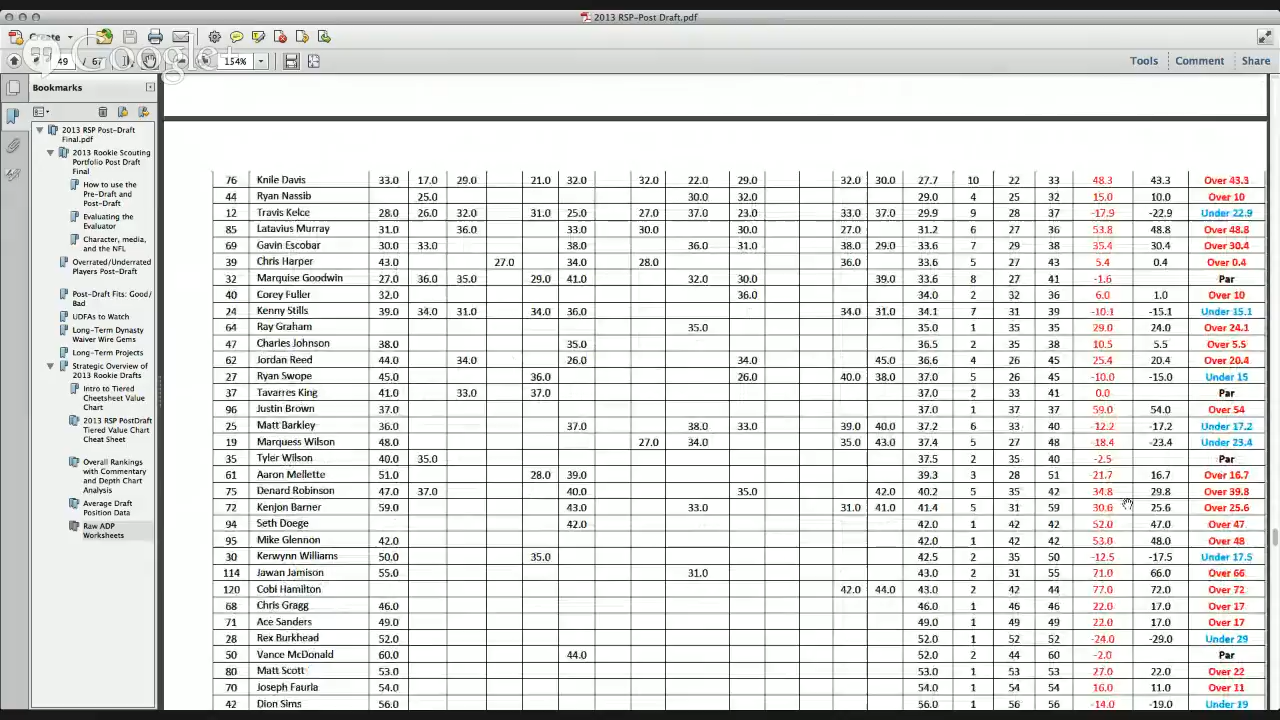 2013 RSP-Post Draft.pdf
Create
Google+
49 / 6
154%
Tools Comment Share
Bookmarks
2013 RSP Post-Draft
Final.pdf
2013 Rookie Scouting
Portfolio Post Draft
Final
How to use the
Pre-Draft and
Post-Draft
Evaluating the
Evaluator
Character, media,
and the NFL
Overrated/Underrated
Players Post-Draft
Post-Draft Fits: Good/
Bad
UDFAs to Watch
Long-Term Dynasty
Waiver Wire Gems
Long-Term Projects
Strategic Overview of
2013 Rookie Drafts
Intro to Tiered
Cheetsheet Value
Chart
2013 RSP PostDraft
Tiered Value Chart
Cheat Sheet
Overall Rankings
with Commentary
and Depth Chart
Analysis
Average Draft
Position Data
Raw ADP
Worksheets
76 Knile Davis 33.0 17.0 29.0 21.0 32.0 32.0 22.0 29.0 32.0 30.0 27.7 10 22 33 48.3 43.3 Over 43.3
44 Ryan Nassib 25.0 30.0 32.0 29.0 4 25 32 15.0 10.0 Over 10
12 Travis Kelce 28.0 26.0 32.0 31.0 25.0 27.0 37.0 23.0 33.0 37.0 29.9 9 28 37 -17.9 -22.9 Under 22.9
85 Latavius Murray 31.0 36.0 33.0 30.0 30.0 27.0 31.2 6 27 36 53.8 48.8 Over 48.8
69 Gavin Escobar 30.0 33.0 38.0 36.0 31.0 38.0 29.0 33.6 7 29 38 35.4 30.4 Over 30.4
39 Chris Harper 43.0 27.0 34.0 28.0 36.0 33.6 5 27 43 5.4 0.4 Over 0.4
32 Marquise Goodwin 27.0 36.0 35.0 29.0 41.0 32.0 30.0 39.0 33.6 8 27 41 -1.6 Par
40 Corey Fuller 32.0 36.0 34.0 2 32 36 6.0 1.0 Over 10
24 Kenny Stills 39.0 34.0 31.0 34.0 36.0 34.0 31.0 34.1 7 31 39 -10.1 -15.1 Under 15.1
64 Ray Graham 35.0 35.0 1 35 35 29.0 24.0 Over 24.1
47 Charles Johnson 38.0 35.0 36.5 2 35 38 10.5 5.5 Over 5.5
62 Jordan Reed 44.0 34.0 26.0 34.0 45.0 36.6 4 26 45 25.4 20.4 Over 20.4
27 Ryan Swope 45.0 36.0 26.0 40.0 38.0 37.0 5 26 45 -10.0 -15.0 Under 15
37 Tavarres King 41.0 33.0 37.0 37.0 2 33 41 0.0 Par
96 Justin Brown 37.0 37.0 1 37 37 59.0 54.0 Over 54
25 Matt Barkley 36.0 37.0 38.0 33.0 39.0 40.0 37.2 6 33 40 -12.2 -17.2 Under 17.2
19 Marquess Wilson 48.0 27.0 34.0 35.0 43.0 37.4 5 27 48 -18.4 -23.4 Under 23.4
35 Tyler Wilson 40.0 35.0 37.5 2 35 40 -2.5 Par
61 Aaron Mellette 51.0 28.0 39.0 39.3 3 28 51 21.7 16.7 Over 16.7
75 Denard Robinson 47.0 37.0 40.0 35.0 42.0 40.2 5 35 42 34.8 29.8 Over 39.8
72 Kenjon Barner 59.0 43.0 33.0 31.0 41.0 41.4 5 31 59 30.6 25.6 Over 25.6
94 Seth Doege 42.0 42.0 1 42 42 52.0 47.0 Over 47
95 Mike Glennon 42.0 42.0 1 42 42 53.0 48.0 Over 48
30 Kerwynn Williams 50.0 35.0 42.5 2 35 50 -12.5 -17.5 Under 17.5
114 Jawan Jamison 55.0 31.0 43.0 2 31 55 71.0 66.0 Over 66
120 Cobi Hamilton 42.0 44.0 43.0 2 42 44 77.0 72.0 Over 72
68 Chris Gragg 46.0 46.0 1 46 46 22.0 17.0 Over 17
71 Ace Sanders 49.0 49.0 1 49 49 22.0 17.0 Over 17
28 Rex Burkhead 52.0 52.0 1 52 52 -24.0 -29.0 Under 29
50 Vance McDonald 60.0 44.0 52.0 2 44 60 -2.0 Par
80 Matt Scott 53.0 53.0 1 53 53 27.0 22.0 Over 22
70 Joseph Fauria 54.0 54.0 1 54 54 16.0 11.0 Over 11
42 Dion Sims 56.0 56.0 1 56 56 -14.0 -19.0 Under 19